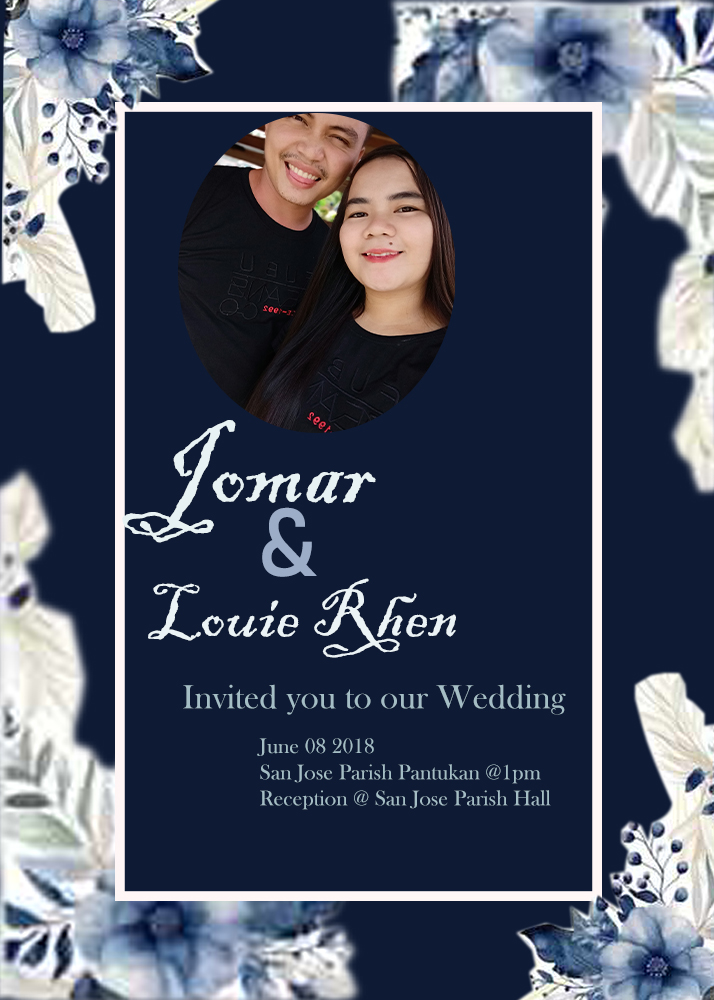 Jomar
&
Louie Rhen
Invited you to our Wedding
June 08 2018
San Jose Parish Pantukan @1pm
Reception @ San Jose Parish Hall